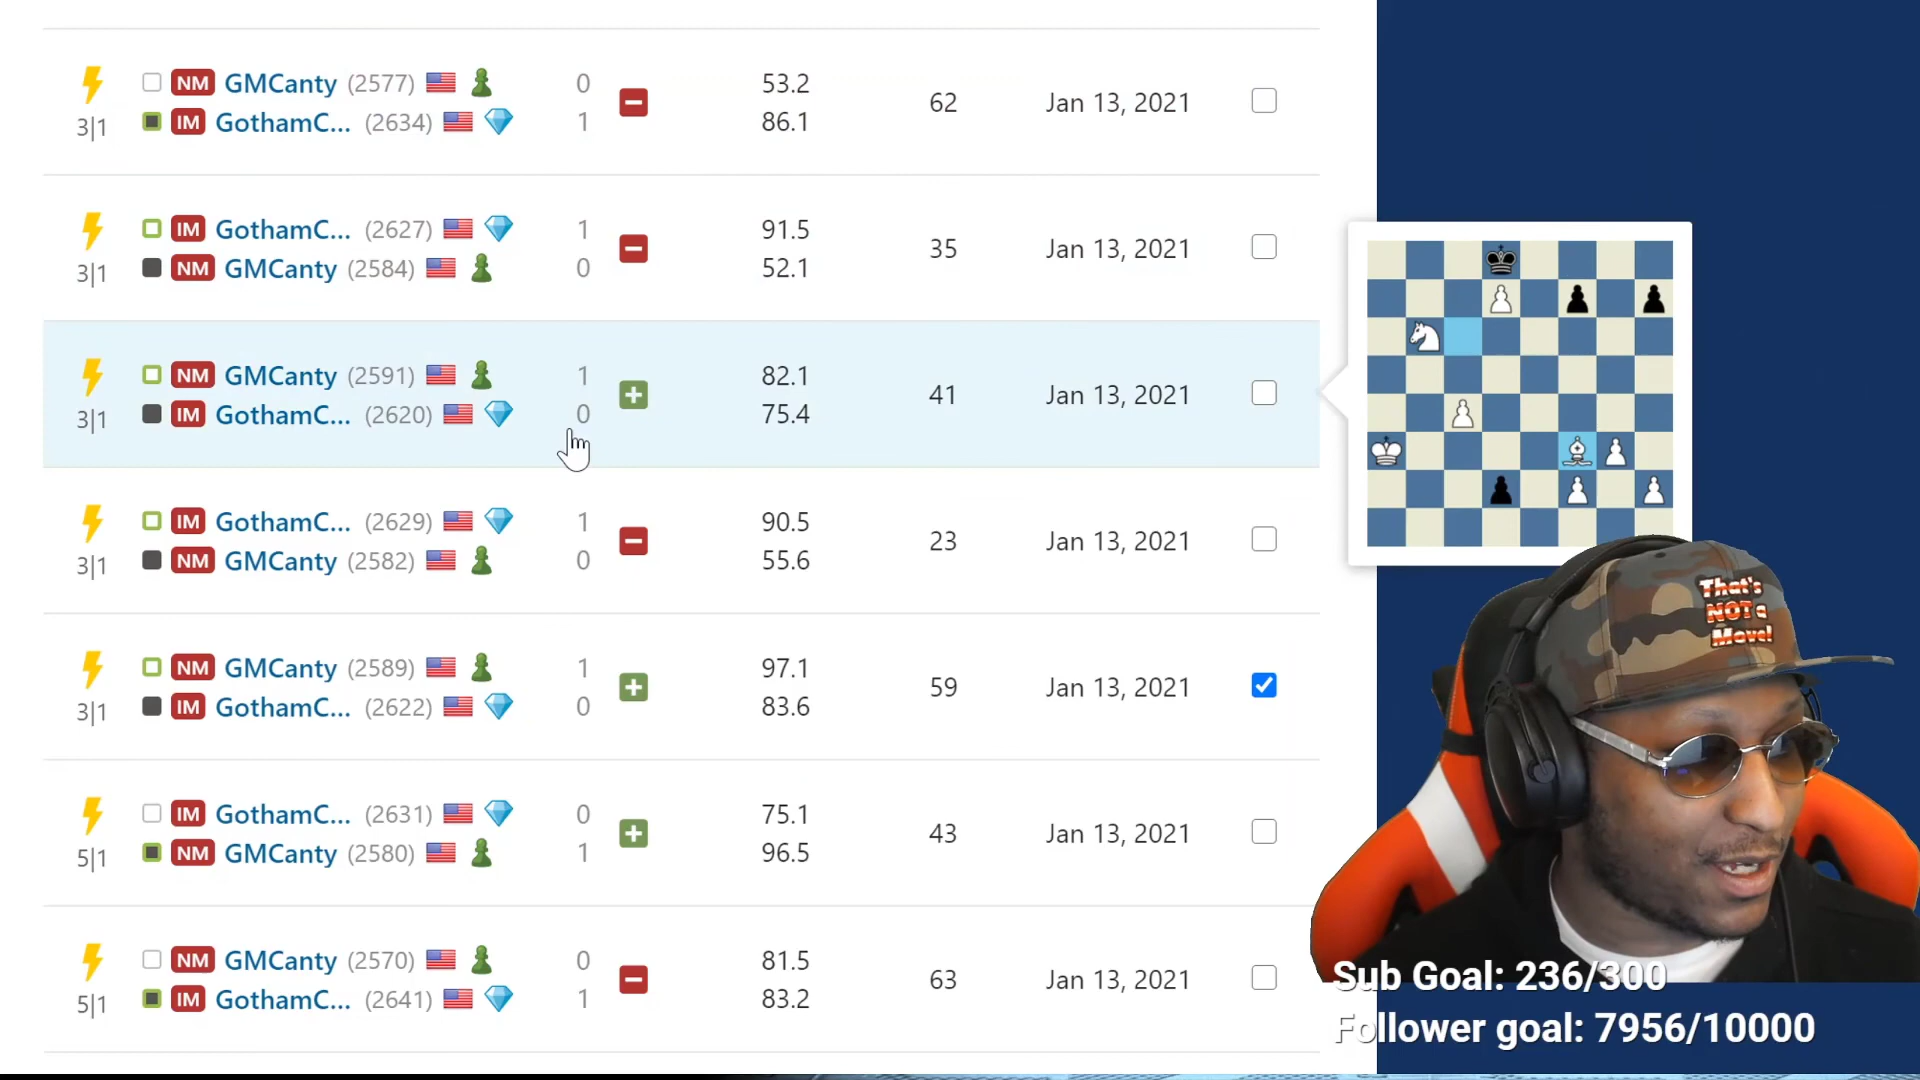 NM GMCanty (2577) 0 53.2
3|1 IM GothamC... (2634) 1 86.1 62 Jan 13, 2021
IM GothamC... (2627) 1 91.5
3|1 NM GMCanty (2584) 0 52.1 35 Jan 13, 2021
NM GMCanty (2591) 1 82.1
3|1 IM GothamC... (2620) 0 75.4 41 Jan 13, 2021
IM GothamC... (2629) 1 90.5
3|1 NM GMCanty (2582) 0 55.6 23 Jan 13, 2021
NM GMCanty (2589) 1 97.1
3|1 IM GothamC... (2622) 0 83.6 59 Jan 13, 2021
IM GothamC... (2631) 0 75.1
5|1 NM GMCanty (2580) 1 96.5 43 Jan 13, 2021
NM GMCanty (2570) 0 81.5
5|1 IM GothamC... (2641) 1 83.2 63 Jan 13, 2021
That's
NOT a
Move!
Sub Goal: 236/300
Follower goal: 7956/10000